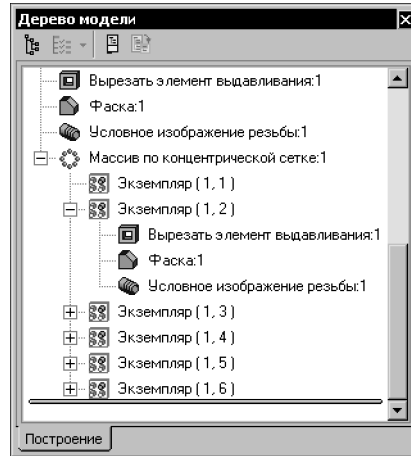 Дерево модели
Вырезать элемент выдавливания:1
Фаска:1
Условное изображение резьбы:1
Массив по концентрической сетке:1
Экземпляр ( 1, 1 )
Экземпляр ( 1, 2 )
Вырезать элемент выдавливания:1
Фаска:1
Условное изображение резьбы:1
Экземпляр ( 1, 3 )
Экземпляр ( 1, 4 )
Экземпляр ( 1, 5 )
Экземпляр ( 1, 6 )
Построение